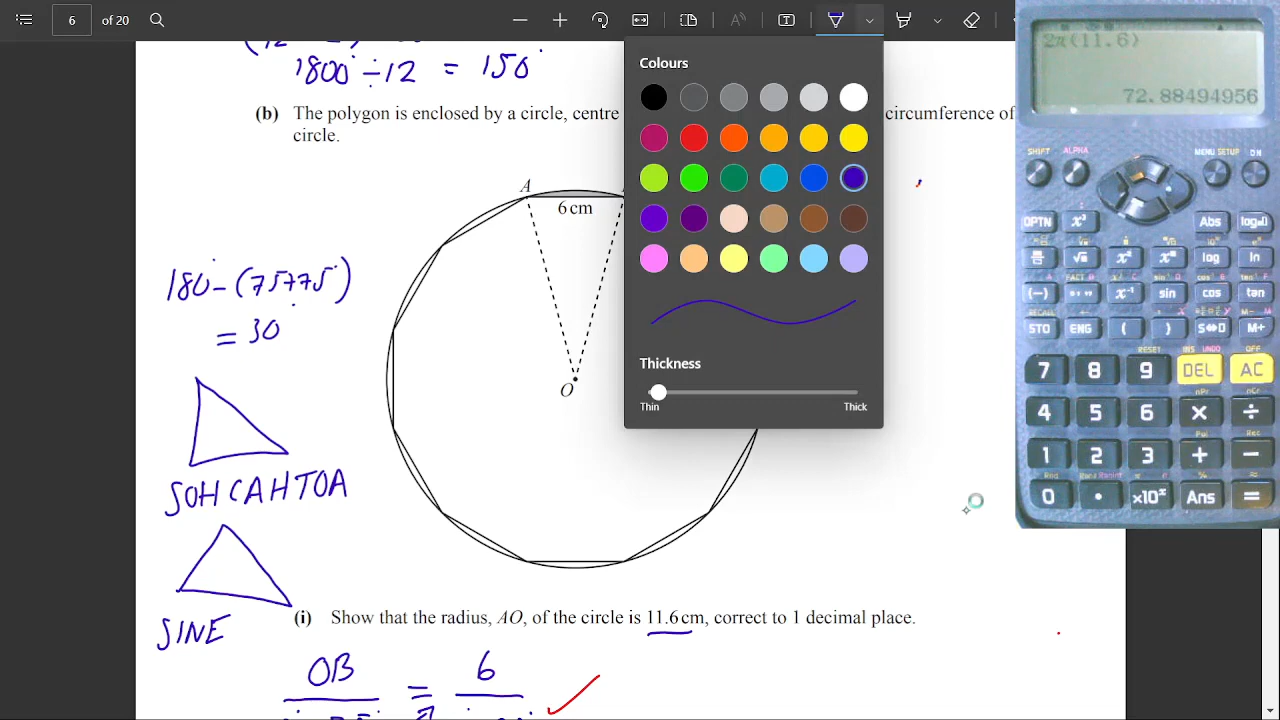 6 of 20
1800° ÷ 12 = 150°
(b) The polygon is enclosed by a circle, centre
circumference of
circle.
A
6 cm
O
180 - (75+75)
= 30
SOHCAHTOA
SINE
(i) Show that the radius, AO, of the circle is 11.6 cm, correct to 1 decimal place.
OB = 6
Colours
Thickness
Thin Thick
2π(11.6)
72.88494956
SHIFT ALPHA MENU SETUP ON
OPTN Abs
log ln
sin cos tan
STO ENG ( ) S⇔D M+
7 8 9 DEL AC
4 5 6 × ÷
1 2 3 + −
0 • ×10ˣ Ans =